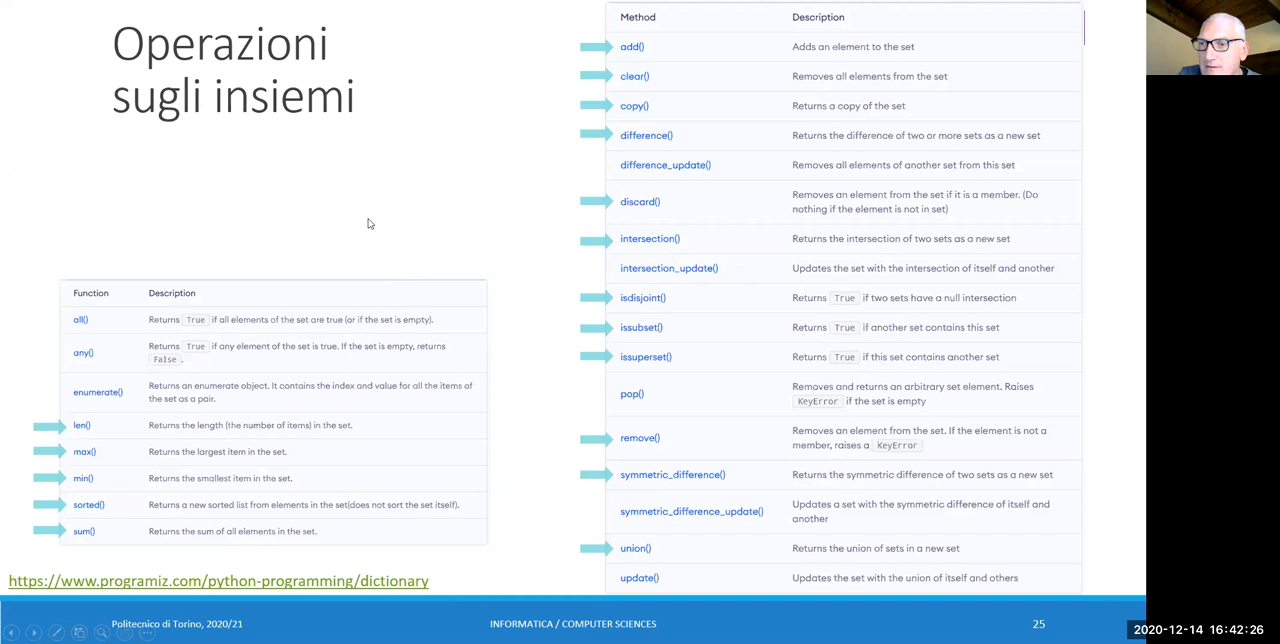 Operazioni
sugli insiemi
Function Description
all() Returns True if all elements of the set are true (or if the set is empty).
any() Returns True if any element of the set is true. If the set is empty, returns
False .
enumerate() Returns an enumerate object. It contains the index and value for all the items of
the set as a pair.
len() Returns the length (the number of items) in the set.
max() Returns the largest item in the set.
min() Returns the smallest item in the set.
sorted() Returns a new sorted list from elements in the set(does not sort the set itself).
sum() Returns the sum of all elements in the set.
https://www.programiz.com/python-programming/dictionary
Method Description
add() Adds an element to the set
clear() Removes all elements from the set
copy() Returns a copy of the set
difference() Returns the difference of two or more sets as a new set
difference_update() Removes all elements of another set from this set
discard() Removes an element from the set if it is a member. (Do
nothing if the element is not in set)
intersection() Returns the intersection of two sets as a new set
intersection_update() Updates the set with the intersection of itself and another
isdisjoint() Returns True if two sets have a null intersection
issubset() Returns True if another set contains this set
issuperset() Returns True if this set contains another set
pop() Removes and returns an arbitrary set element. Raises
KeyError if the set is empty
remove() Removes an element from the set. If the element is not a
member, raises a KeyError
symmetric_difference() Returns the symmetric difference of two sets as a new set
symmetric_difference_update() Updates a set with the symmetric difference of itself and
another
union() Returns the union of sets in a new set
update() Updates the set with the union of itself and others
Politecnico di Torino, 2020/21 INFORMATICA / COMPUTER SCIENCES 25
2020-12-14 16:42:26